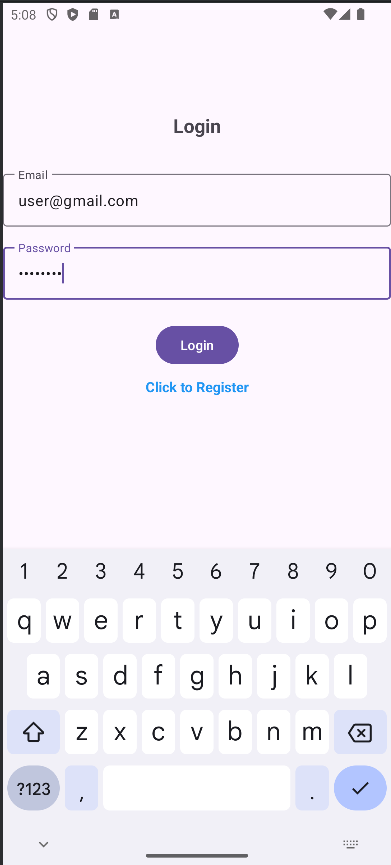 5:08
Login
Email
user@gmail.com
Password
••••••••
Login
Click to Register
1 2 3 4 5 6 7 8 9 0
q w e r t y u i o p
a s d f g h j k l
z x c v b n m
?123 , .